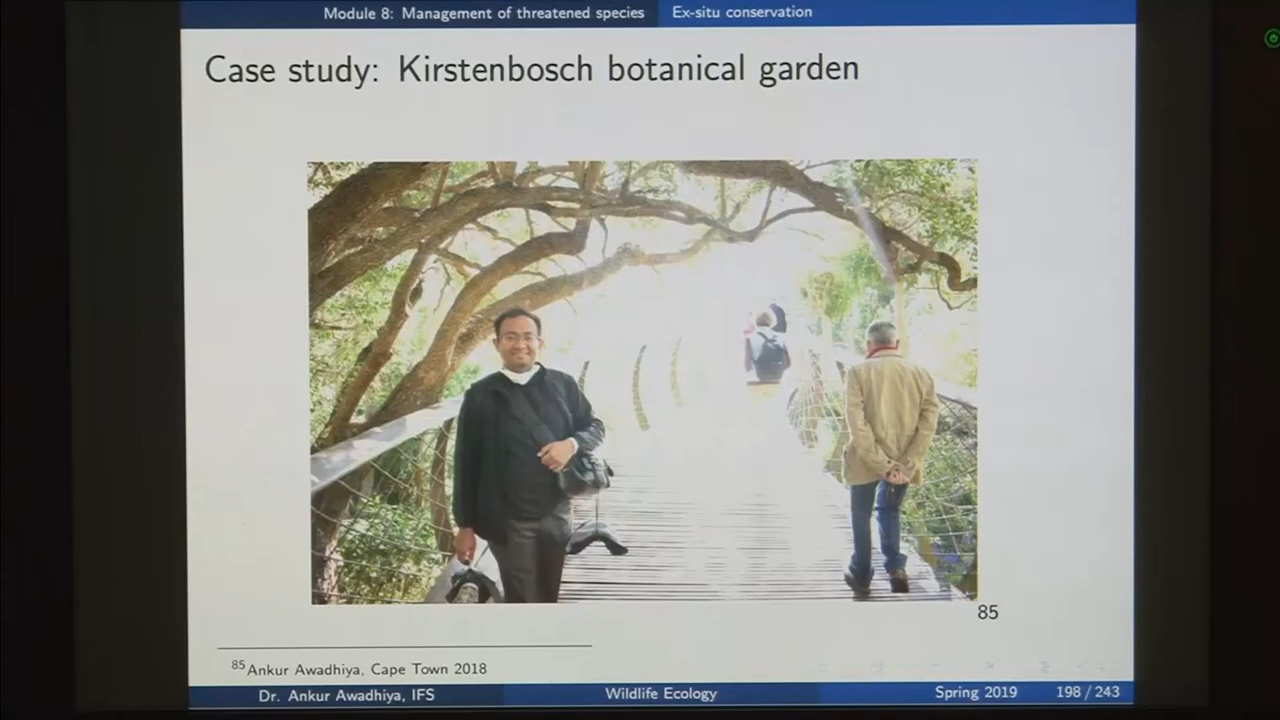 Module 8: Management of threatened species Ex-situ conservation
Case study: Kirstenbosch botanical garden
85
85 Ankur Awadhiya, Cape Town 2018
Dr. Ankur Awadhiya, IFS Wildlife Ecology Spring 2019 198 / 243